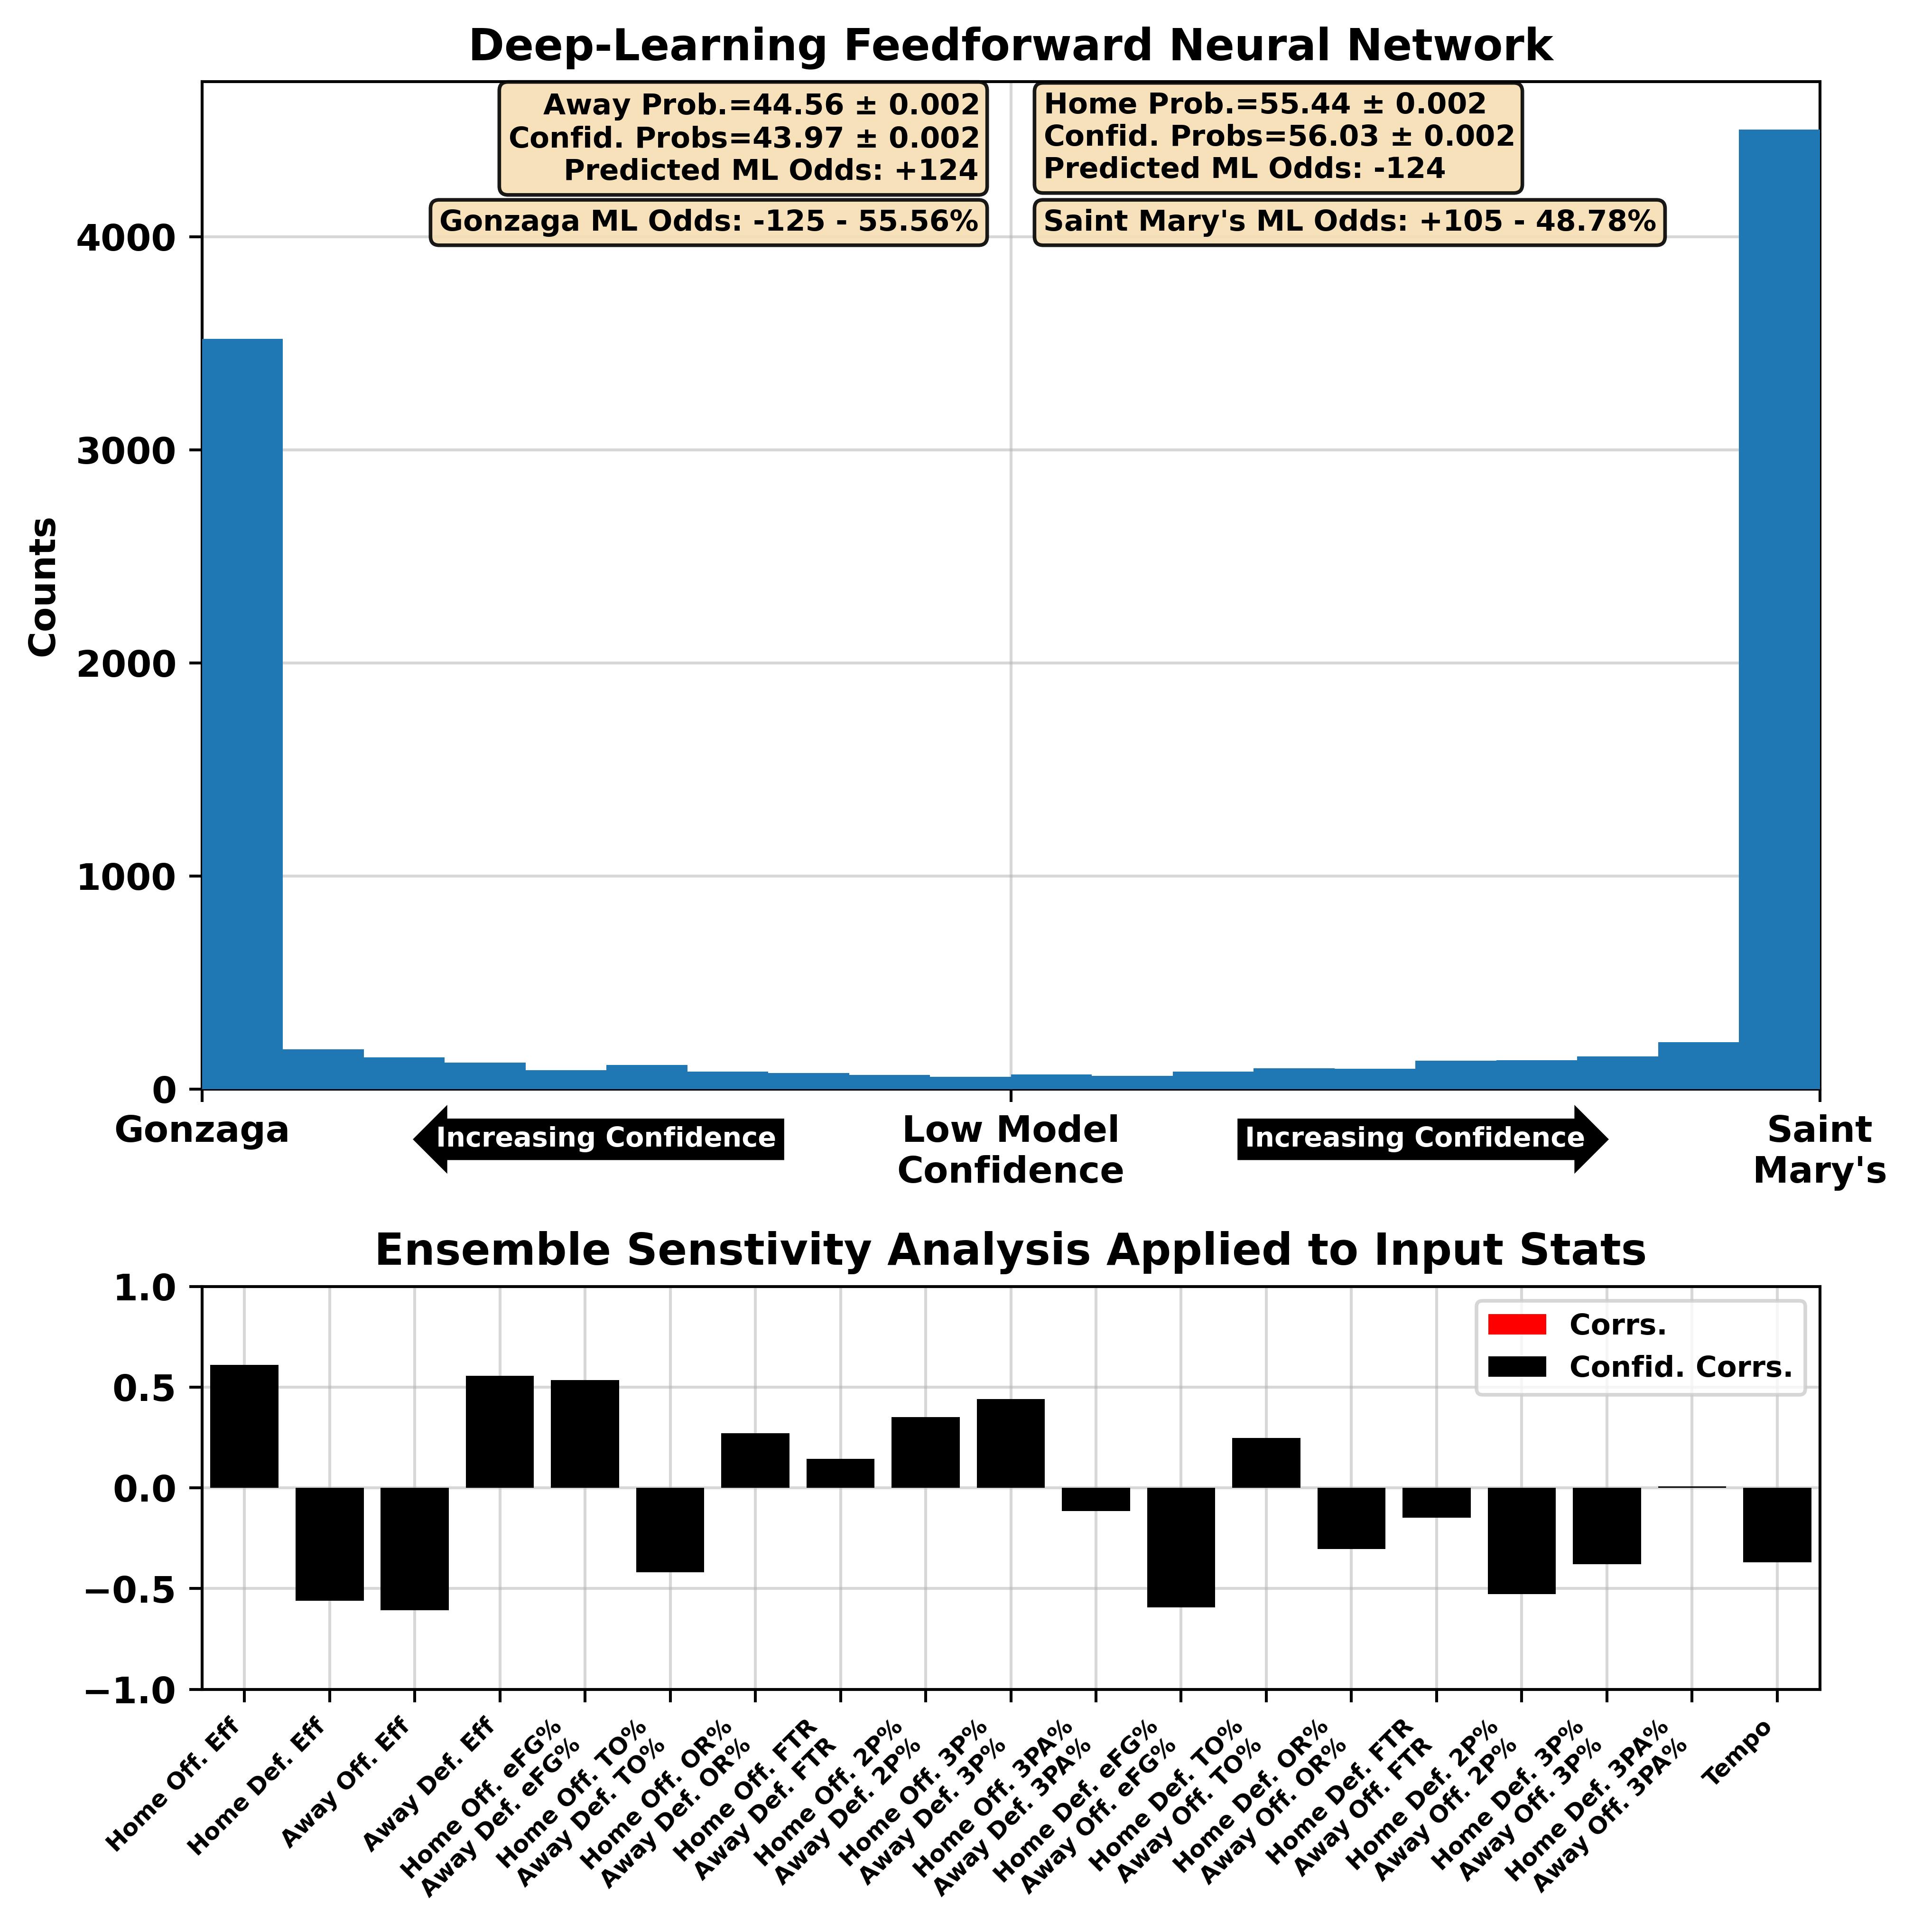 Deep-Learning Feedforward Neural Network
Away Prob.=44.56 ± 0.002
Confid. Probs=43.97 ± 0.002
Predicted ML Odds: +124
Home Prob.=55.44 ± 0.002
Confid. Probs=56.03 ± 0.002
Predicted ML Odds: -124
Gonzaga ML Odds: -125 - 55.56%
Saint Mary's ML Odds: +105 - 48.78%
Counts
4000
3000
2000
1000
0
Gonzaga
Increasing Confidence
Low Model
Confidence
Increasing Confidence
Saint
Mary's
Ensemble Senstivity Analysis Applied to Input Stats
1.0
0.5
0.0
−0.5
−1.0
Corrs.
Confid. Corrs.
Home Off. Eff
Home Def. Eff
Away Off. Eff
Away Def. Eff
Home Off. eFG%
Away Def. eFG%
Home Off. TO%
Away Def. TO%
Home Off. OR%
Away Def. OR%
Home Off. FTR
Away Def. FTR
Home Off. 2P%
Away Def. 2P%
Home Off. 3P%
Away Def. 3P%
Home Off. 3PA%
Away Def. 3PA%
Home Def. eFG%
Away Off. eFG%
Home Def. TO%
Away Off. TO%
Home Def. OR%
Away Off. OR%
Home Def. FTR
Away Off. FTR
Home Def. 2P%
Away Off. 2P%
Home Def. 3P%
Away Off. 3P%
Home Def. 3PA%
Away Off. 3PA%
Tempo